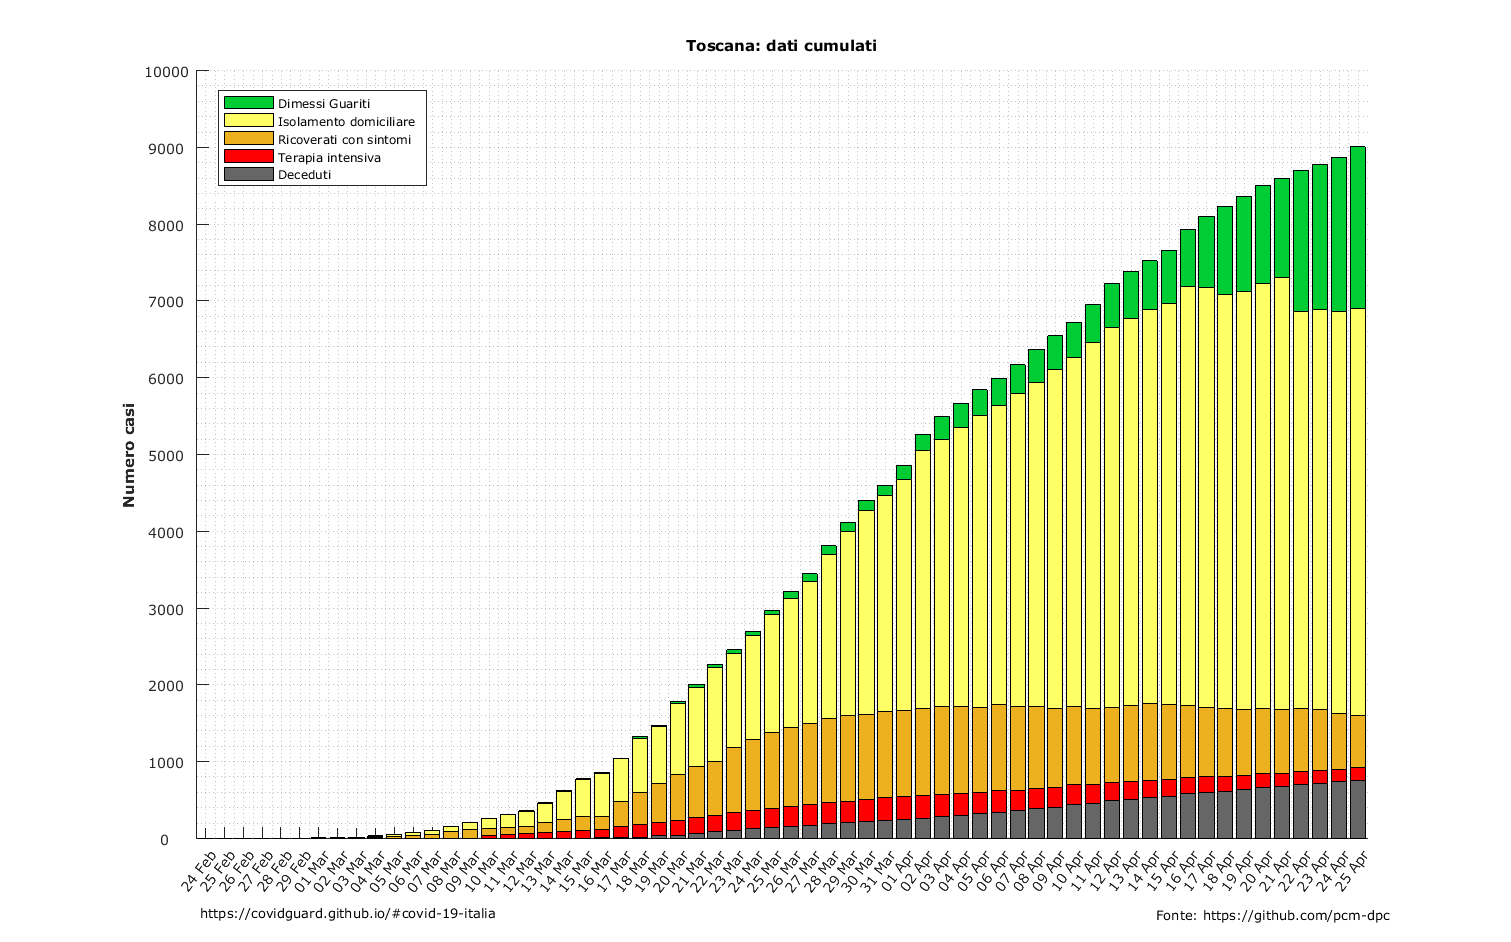 Toscana: dati cumulati
10000
9000
8000
7000
6000
5000
4000
3000
2000
1000
0
Numero casi
Dimessi Guariti
Isolamento domiciliare
Ricoverati con sintomi
Terapia intensiva
Deceduti
24 Feb
25 Feb
26 Feb
27 Feb
28 Feb
29 Feb
01 Mar
02 Mar
03 Mar
04 Mar
05 Mar
06 Mar
07 Mar
08 Mar
09 Mar
10 Mar
11 Mar
12 Mar
13 Mar
14 Mar
15 Mar
16 Mar
17 Mar
18 Mar
19 Mar
20 Mar
21 Mar
22 Mar
23 Mar
24 Mar
25 Mar
26 Mar
27 Mar
28 Mar
29 Mar
30 Mar
31 Mar
01 Apr
02 Apr
03 Apr
04 Apr
05 Apr
06 Apr
07 Apr
08 Apr
09 Apr
10 Apr
11 Apr
12 Apr
13 Apr
14 Apr
15 Apr
16 Apr
17 Apr
18 Apr
19 Apr
20 Apr
21 Apr
22 Apr
23 Apr
24 Apr
25 Apr
https://covidguard.github.io/#covid-19-italia
Fonte: https://github.com/pcm-dpc